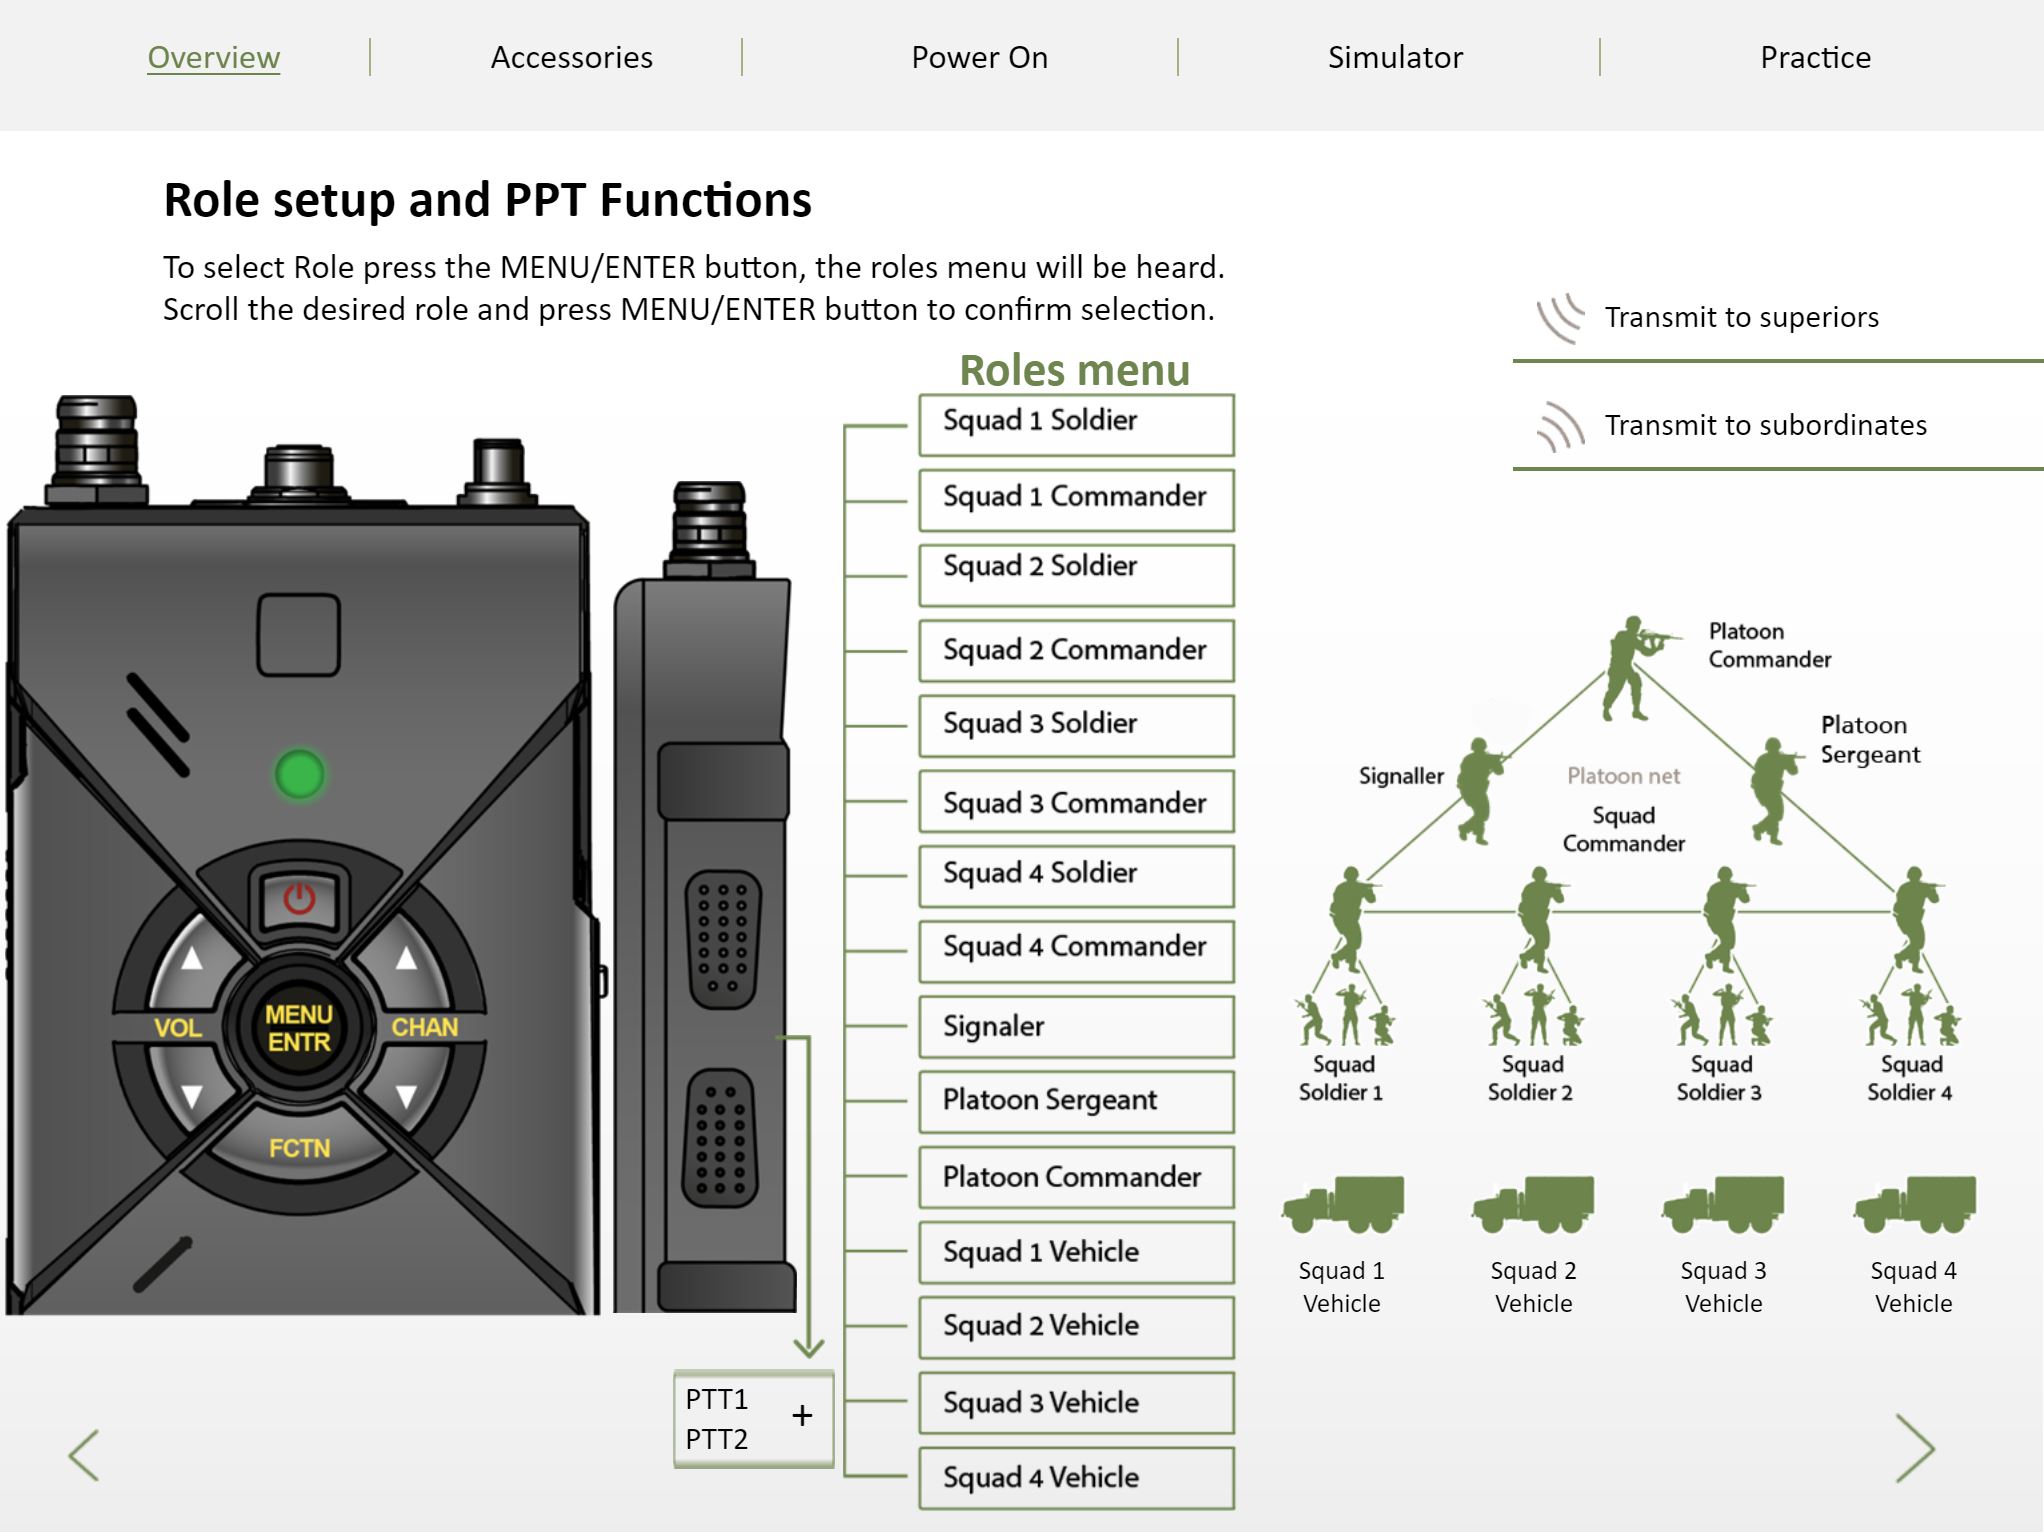 Overview
Accessories
Power On
Simulator
Practice
Role setup and PPT Functions
To select Role press the MENU/ENTER button, the roles menu will be heard.
Scroll the desired role and press MENU/ENTER button to confirm selection.
Transmit to superiors
Transmit to subordinates
Roles menu
Squad 1 Soldier
Squad 1 Commander
Squad 2 Soldier
Squad 2 Commander
Squad 3 Soldier
Squad 3 Commander
Squad 4 Soldier
Squad 4 Commander
Signaler
Platoon Sergeant
Platoon Commander
Squad 1 Vehicle
Squad 2 Vehicle
Squad 3 Vehicle
Squad 4 Vehicle
VOL
MENU
ENTR
CHAN
FCTN
PTT1
+
PTT2
Platoon
Commander
Platoon
Sergeant
Signaller
Platoon net
Squad
Commander
Squad
Soldier 1
Squad
Soldier 2
Squad
Soldier 3
Squad
Soldier 4
Squad 1
Vehicle
Squad 2
Vehicle
Squad 3
Vehicle
Squad 4
Vehicle